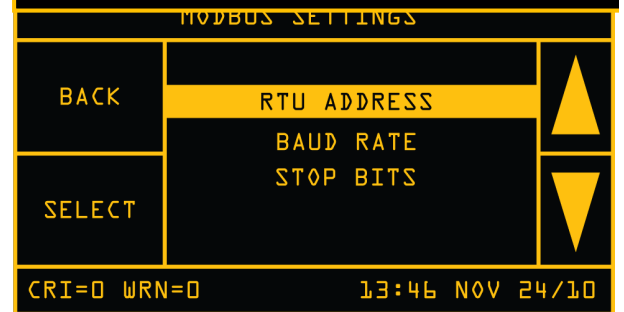 MODBUS SETTINGS
BACK
RTU ADDRESS
BAUD RATE
STOP BITS
SELECT
CRI=0 WRN=0 13:46 NOV 24/10